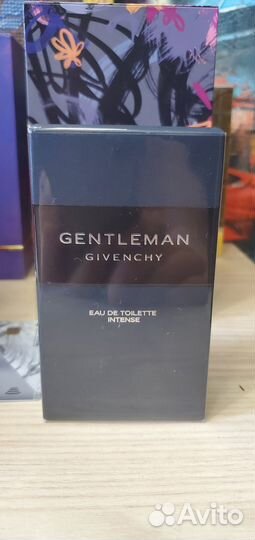 GENTLEMAN
GIVENCHY
EAU DE TOILETTE
INTENSE
Avito